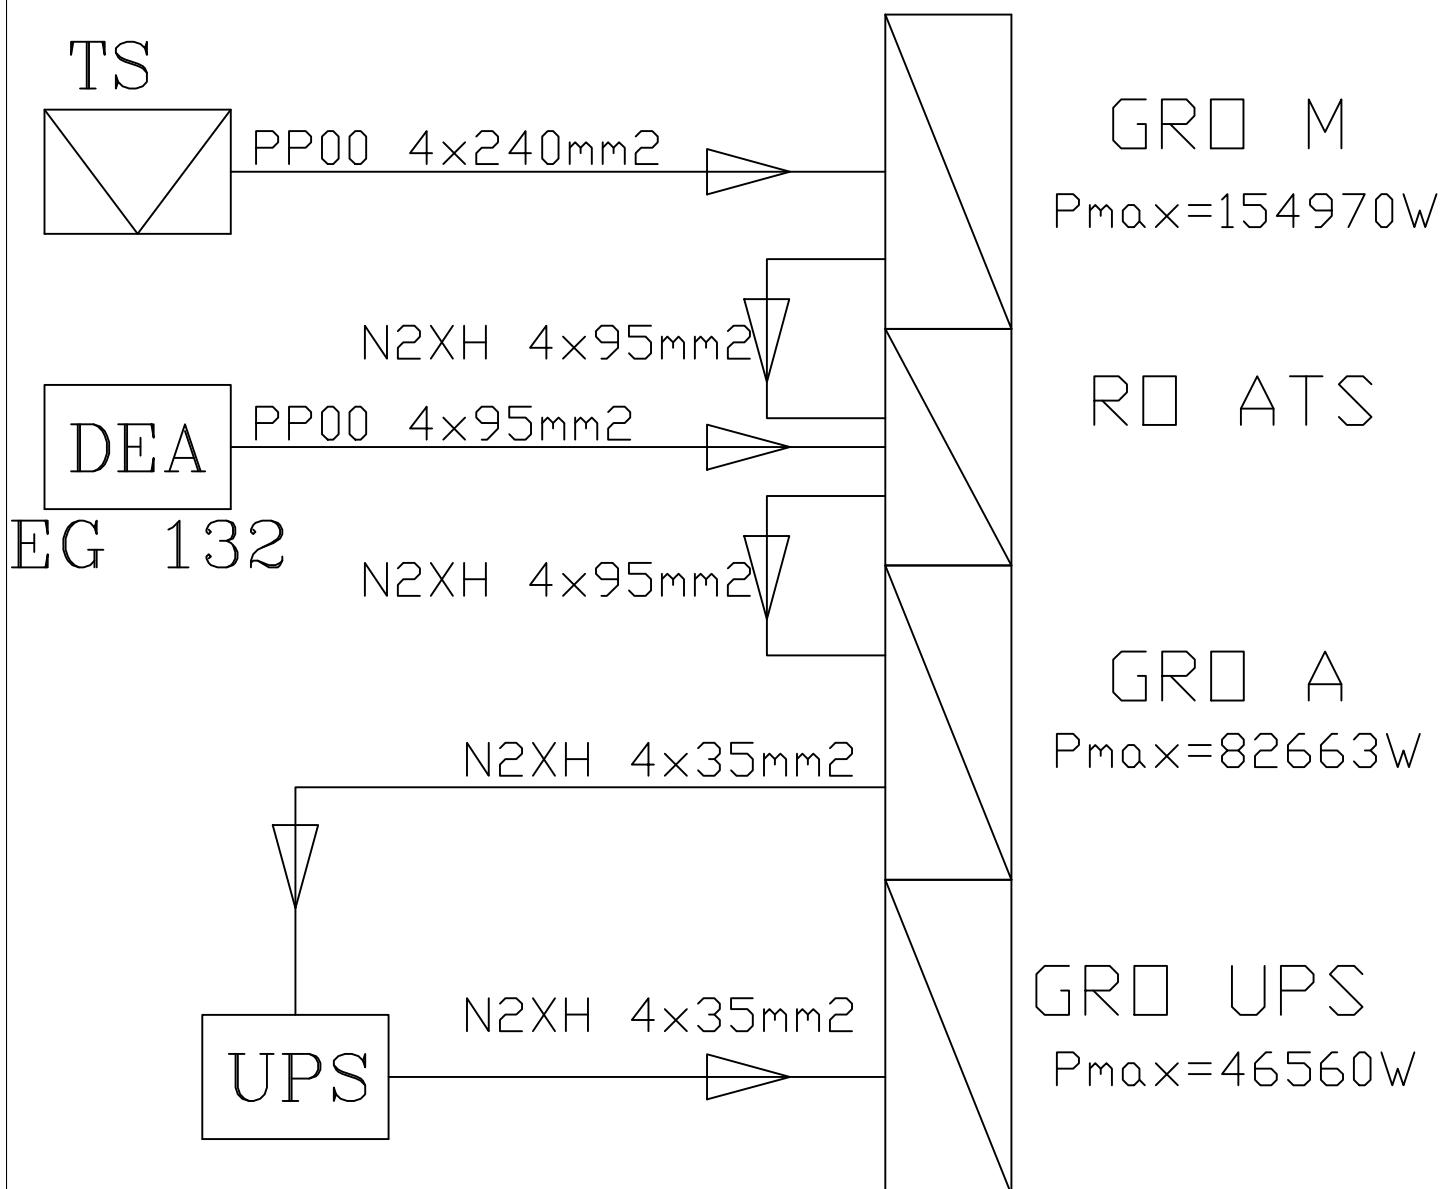 TS
PP00 4x240mm2
GRO M
Pmax=154970W
N2XH 4x95mm2
RO ATS
DEA
PP00 4x95mm2
EG 132
N2XH 4x95mm2
GRO A
Pmax=82663W
N2XH 4x35mm2
GRO UPS
N2XH 4x35mm2
UPS
Pmax=46560W